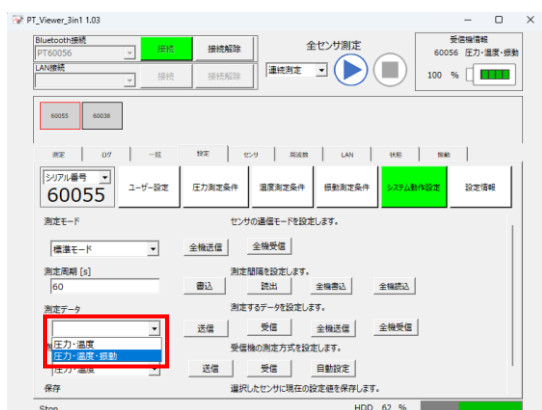 PT_Viewer_3in1 1.03
Bluetooth接続
PT60056
接続
接続解除
LAN接続
接続
接続解除
全センサ測定
連続測定
受信機情報
60056 圧力・温度・振動
100 %
60055
60038
測定
ログ
一覧
設定
センサ
周波数
LAN
状態
振動
シリアル番号
60055
ユーザー設定
圧力測定条件
温度測定条件
振動測定条件
システム動作設定
設定情報
測定モード
センサの通信モードを設定します。
標準モード
全機送信
全機受信
測定周期 [s]
測定間隔を設定します。
60
書込
読出
全機書込
全機読込
測定データ
測定するデータを設定します。
送信
受信
全機送信
全機受信
圧力・温度
圧力・温度・振動
受信機の測定方式を設定します。
圧力・温度
送信
受信
自動設定
保存
選択したセンサに現在の設定値を保存します。
Stop
HDD 62 %